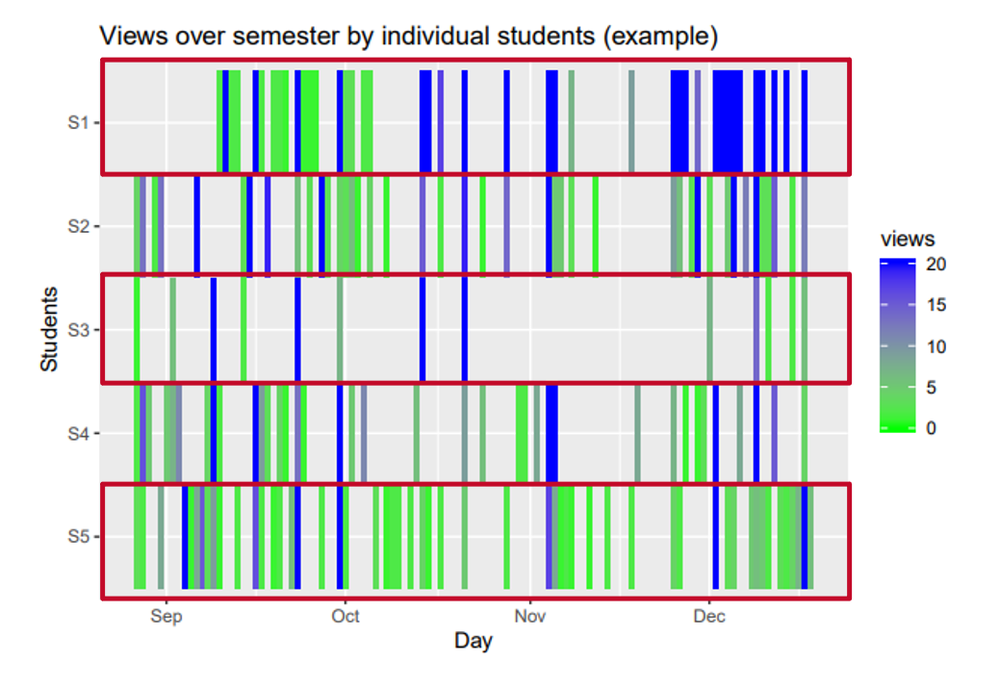 Views over semester by individual students (example)
S1
S2
S3
S4
S5
Students
Sep Oct Nov Dec
Day
views
20
15
10
5
0